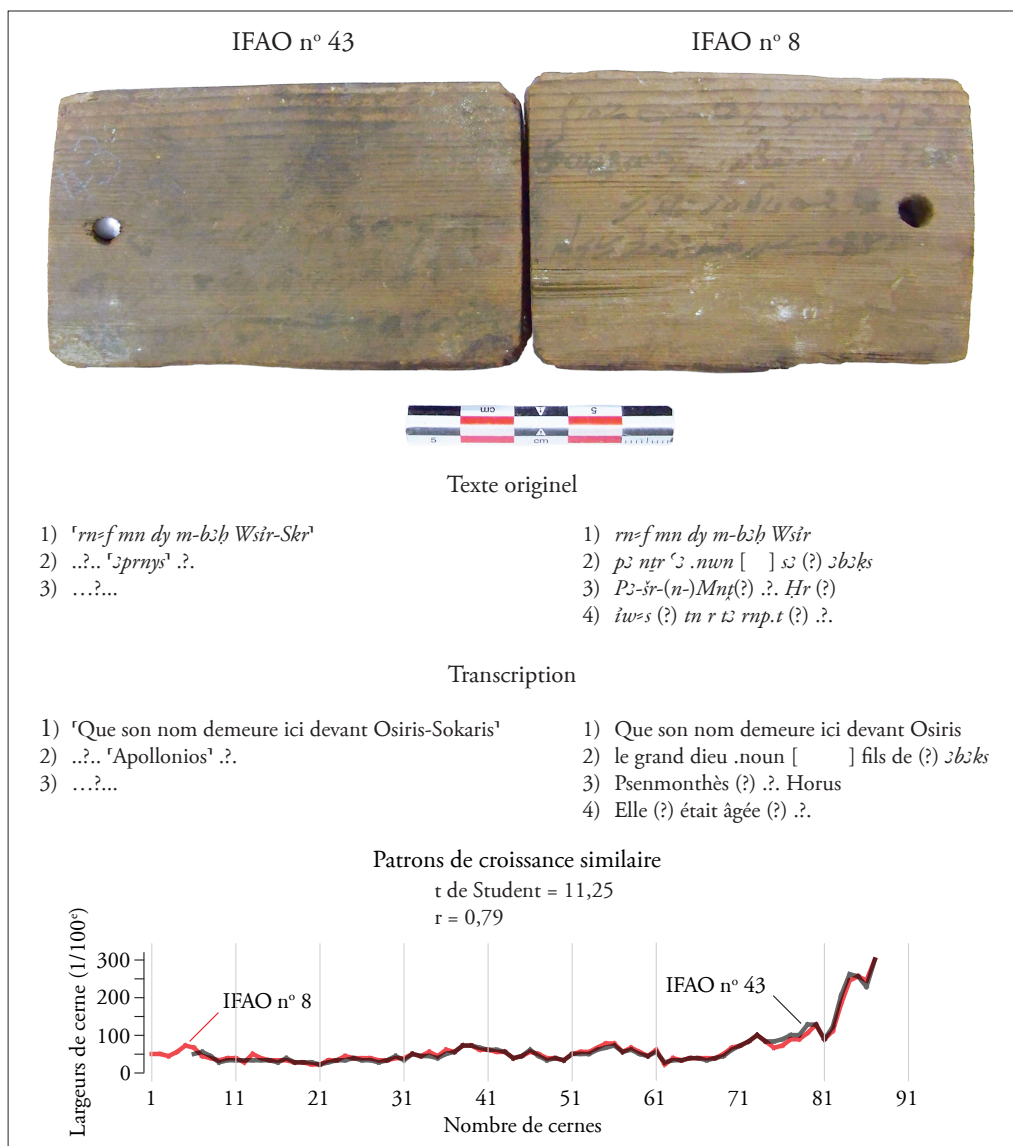 IFAO nº 43
IFAO nº 8
cm 5
5 cm
Texte originel
1) ⸢rn⸗f mn dy m-bꜣḥ Wsỉr-Skr⸣
2) ..?.. ⸢ꜣprnys⸣ .?.
3) …?...
1) rn⸗f mn dy m-bꜣḥ Wsỉr
2) pꜣ nṯr ꜥꜣ .nwn [ ] sꜣ (?) ꜣbꜣḳs
3) Pꜣ-šr-(n-)Mnṱ(?) .?. Ḥr (?)
4) ỉw⸗s (?) tn r tꜣ rnp.t (?) .?.
Transcription
1) ⸢Que son nom demeure ici devant Osiris-Sokaris⸣
2) ..?.. ⸢Apollonios⸣ .?.
3) …?...
1) Que son nom demeure ici devant Osiris
2) le grand dieu .noun [ ] fils de (?) ꜣbꜣks
3) Psenmonthès (?) .?. Horus
4) Elle (?) était âgée (?) .?.
Patrons de croissance similaire
t de Student = 11,25
r = 0,79
Largeurs de cerne (1/100ᵉ)
300
200
100
0
IFAO nº 8
IFAO nº 43
1 11 21 31 41 51 61 71 81 91
Nombre de cernes